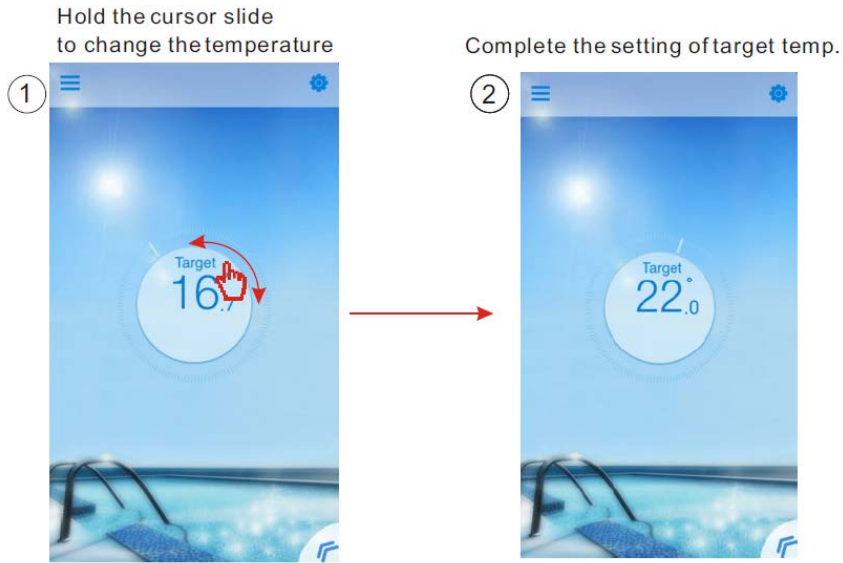 Hold the cursor slide
to change the temperature
Complete the setting of target temp.
1
2
Target
16.7
Target
22.0°